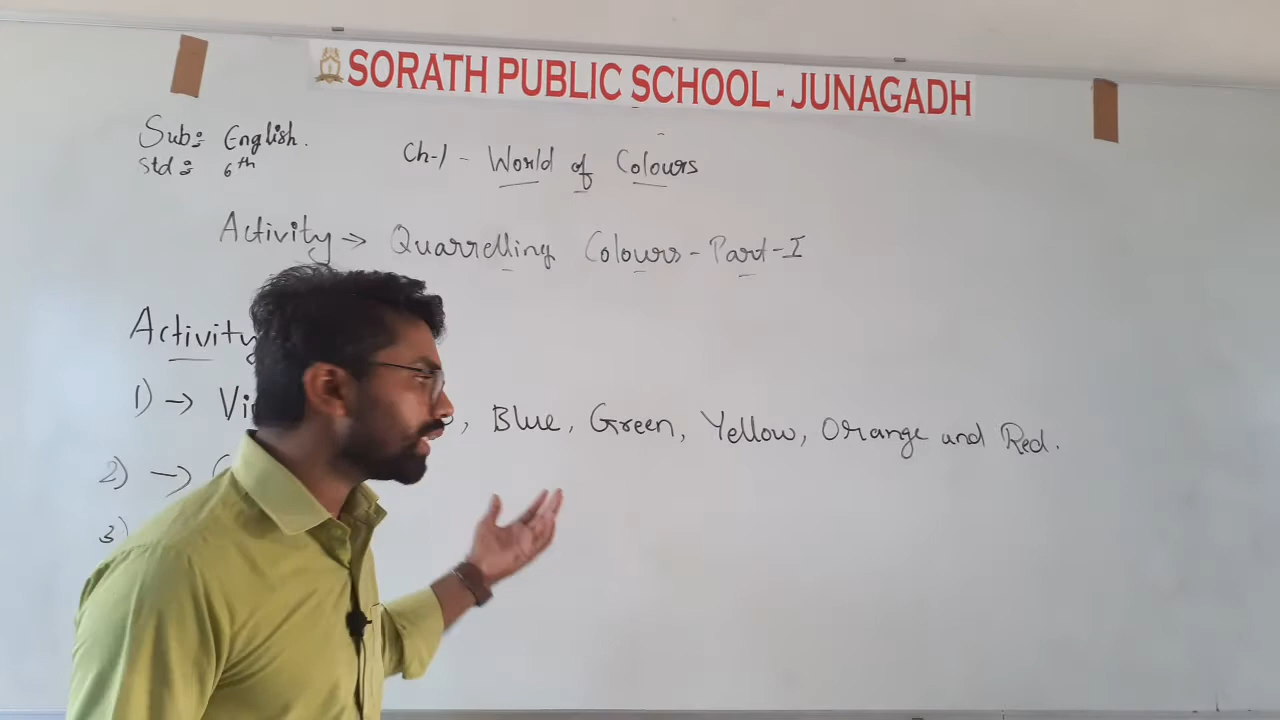 SORATH PUBLIC SCHOOL - JUNAGADH
Sub: English.
Std: 6th
Ch-1 - World of Colours
Activity → Quarrelling Colours - Part-I
Activity
1) → Vi , Blue, Green, Yellow, Orange and Red.
2) →
3)